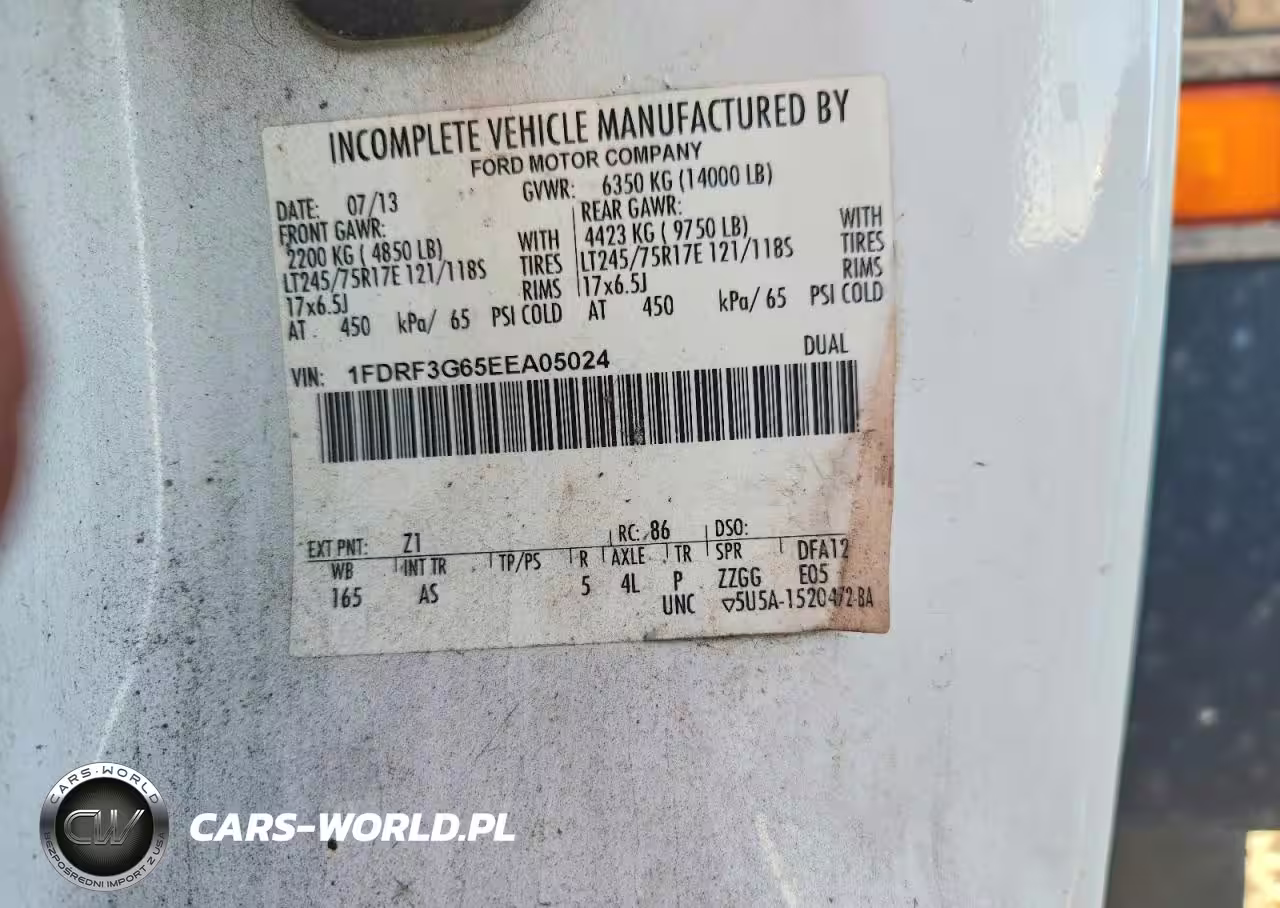 INCOMPLETE VEHICLE MANUFACTURED BY
FORD MOTOR COMPANY
DATE: 07/13 GVWR: 6350 KG (14000 LB)
FRONT GAWR: REAR GAWR:
2200 KG ( 4850 LB) WITH 4423 KG ( 9750 LB) WITH
LT245/75R17E 121/118S TIRES LT245/75R17E 121/118S TIRES
17x6.5J RIMS 17x6.5J RIMS
AT 450 kPa/ 65 PSI COLD AT 450 kPa/ 65 PSI COLD
VIN: 1FDRF3G65EEA05024 DUAL
EXT PNT: Z1 RC: 86 DSO:
WB INT TR TP/PS R AXLE TR SPR DFA12
165 AS 5 4L P ZZGG E05
UNC ▽5U5A-1520472-BA
CARS-WORLD
CW
BEZPOŚREDNI IMPORT Z USA
CARS-WORLD.PL